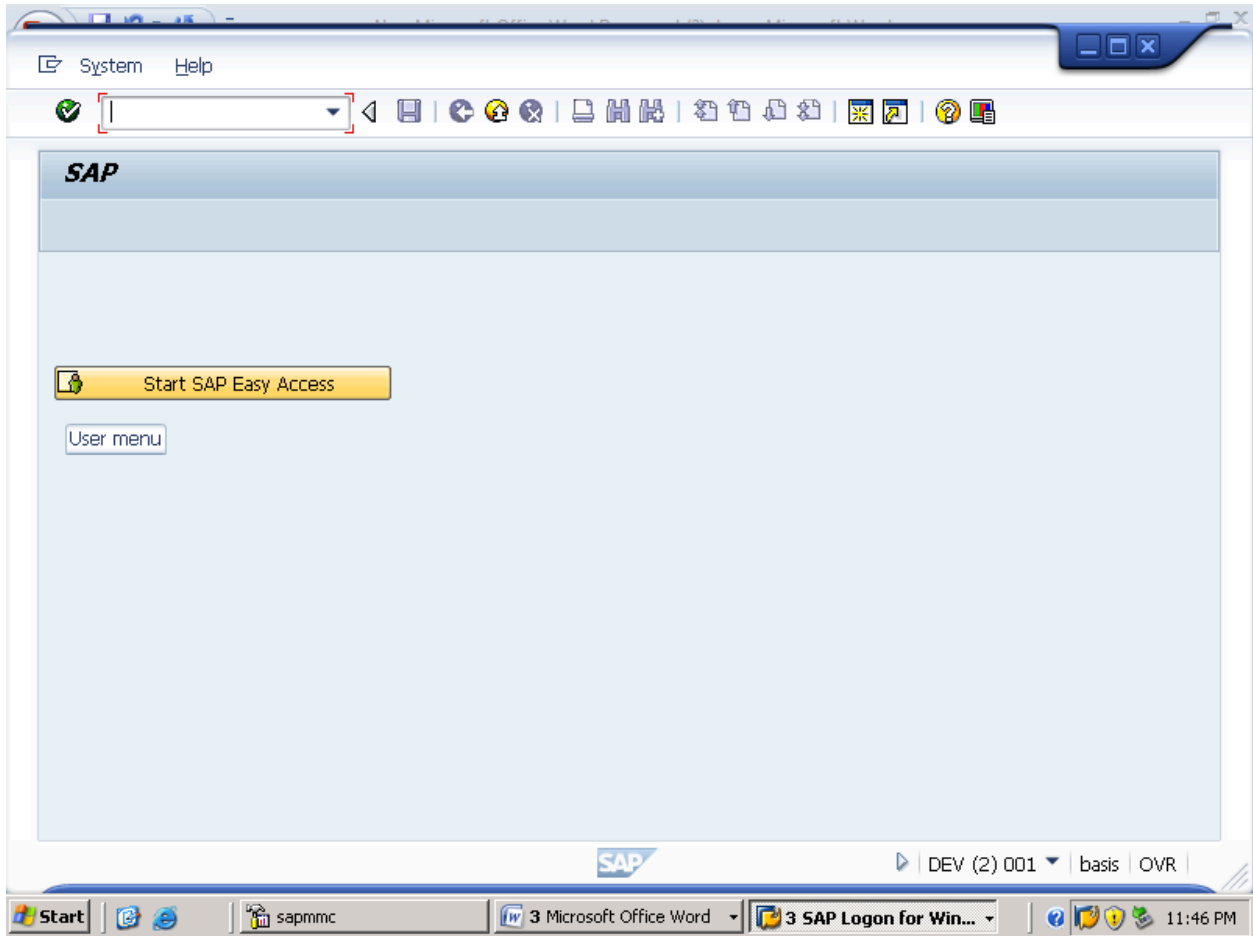 System Help
SAP
Start SAP Easy Access
User menu
SAP
DEV (2) 001 basis OVR
Start sapmmc 3 Microsoft Office Word 3 SAP Logon for Win... 11:46 PM